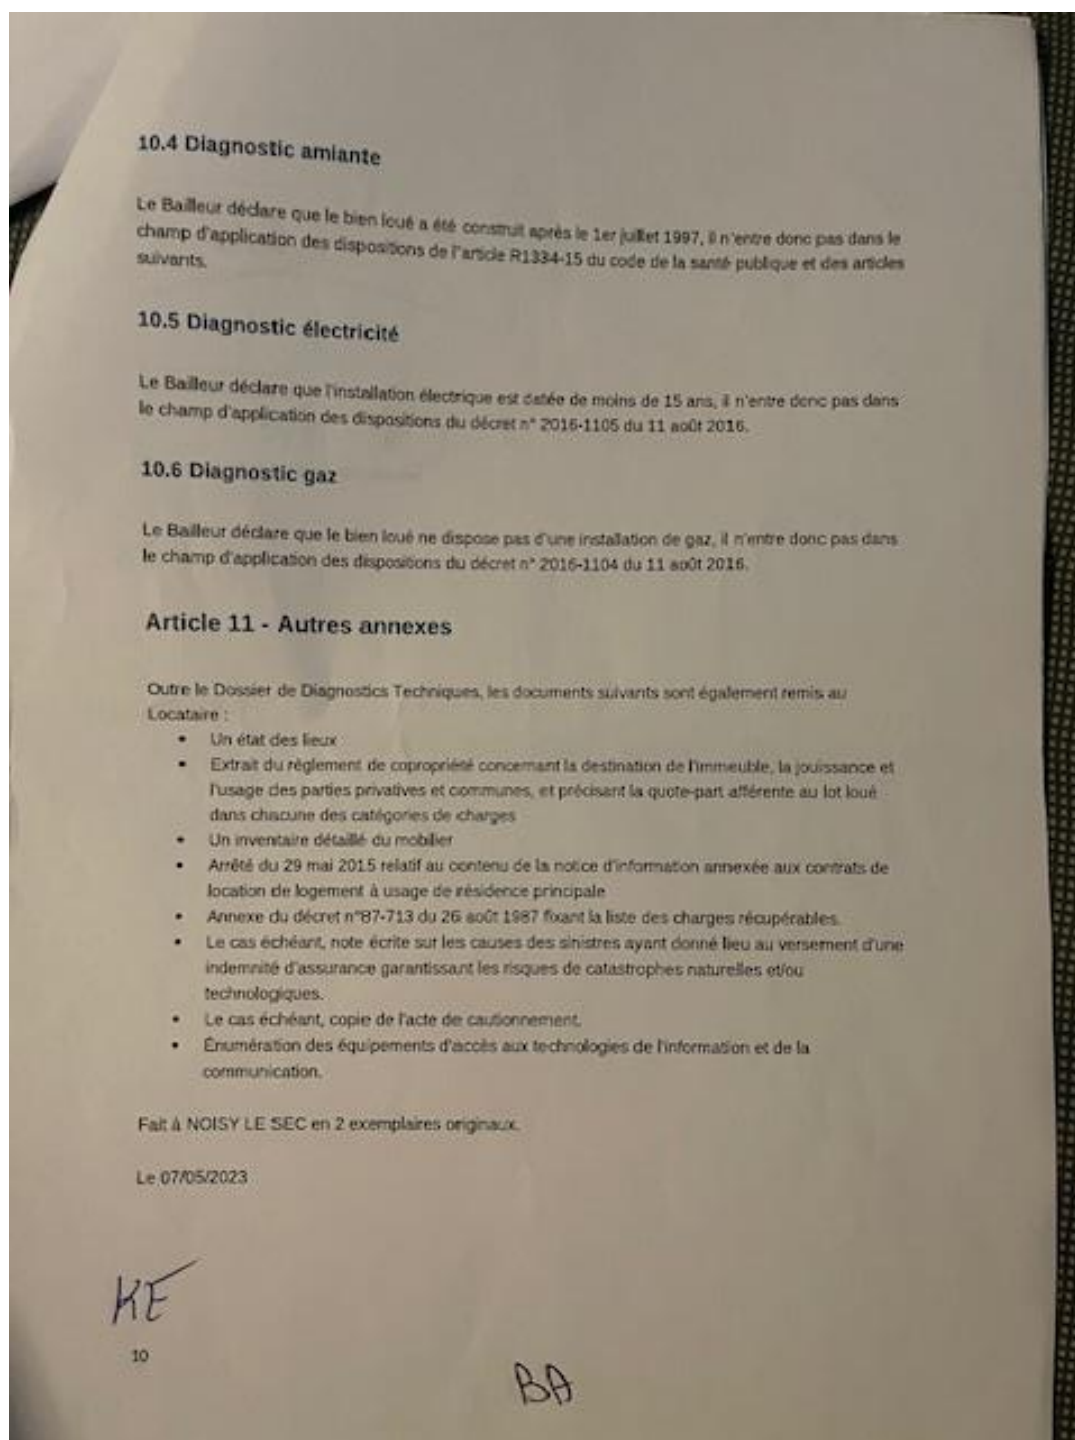 10.4 Diagnostic amiante
Le Bailleur déclare que le bien loué a été construit après le 1er juillet 1997, il n'entre donc pas dans le
champ d'application des dispositions de l'article R1334-15 du code de la santé publique et des articles
suivants.
10.5 Diagnostic électricité
Le Bailleur déclare que l'installation électrique est datée de moins de 15 ans, il n'entre donc pas dans
le champ d'application des dispositions du décret n° 2016-1105 du 11 août 2016.
10.6 Diagnostic gaz
Le Bailleur déclare que le bien loué ne dispose pas d'une installation de gaz, il n'entre donc pas dans
le champ d'application des dispositions du décret n° 2016-1104 du 11 août 2016.
Article 11 - Autres annexes
Outre le Dossier de Diagnostics Techniques, les documents suivants sont également remis au
Locataire :
• Un état des lieux
• Extrait du règlement de copropriété concernant la destination de l'immeuble, la jouissance et
l'usage des parties privatives et communes, et précisant la quote-part afférente au lot loué
dans chacune des catégories de charges
• Un inventaire détaillé du mobilier
• Arrêté du 29 mai 2015 relatif au contenu de la notice d'information annexée aux contrats de
location de logement à usage de résidence principale
• Annexe du décret n°87-713 du 26 août 1987 fixant la liste des charges récupérables.
• Le cas échéant, note écrite sur les causes des sinistres ayant donné lieu au versement d'une
indemnité d'assurance garantissant les risques de catastrophes naturelles et/ou
technologiques.
• Le cas échéant, copie de l'acte de cautionnement.
• Énumération des équipements d'accès aux technologies de l'information et de la
communication.
Fait à NOISY LE SEC en 2 exemplaires originaux.
Le 07/05/2023
KE
10
BA